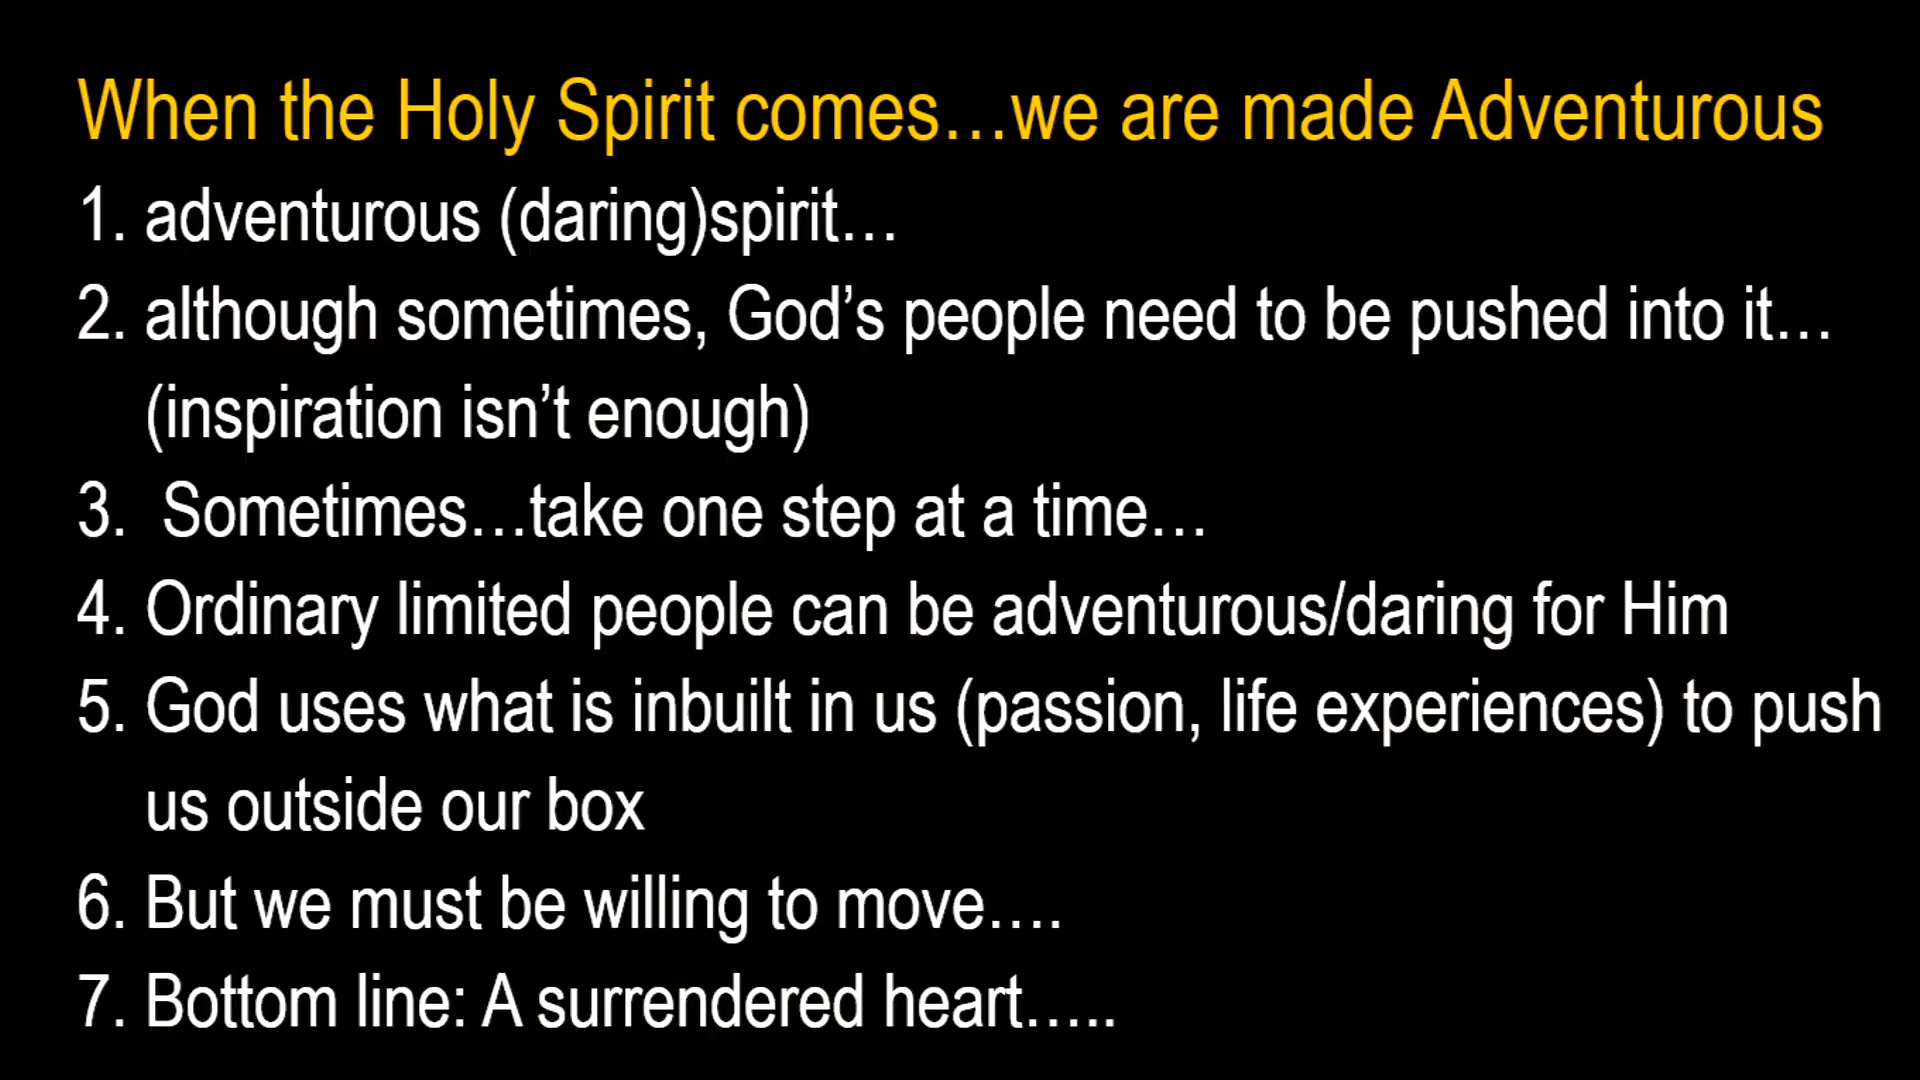 When the Holy Spirit comes…we are made Adventurous
1. adventurous (daring)spirit…
2. although sometimes, God’s people need to be pushed into it…
(inspiration isn’t enough)
3. Sometimes…take one step at a time…
4. Ordinary limited people can be adventurous/daring for Him
5. God uses what is inbuilt in us (passion, life experiences) to push
us outside our box
6. But we must be willing to move….
7. Bottom line: A surrendered heart…..